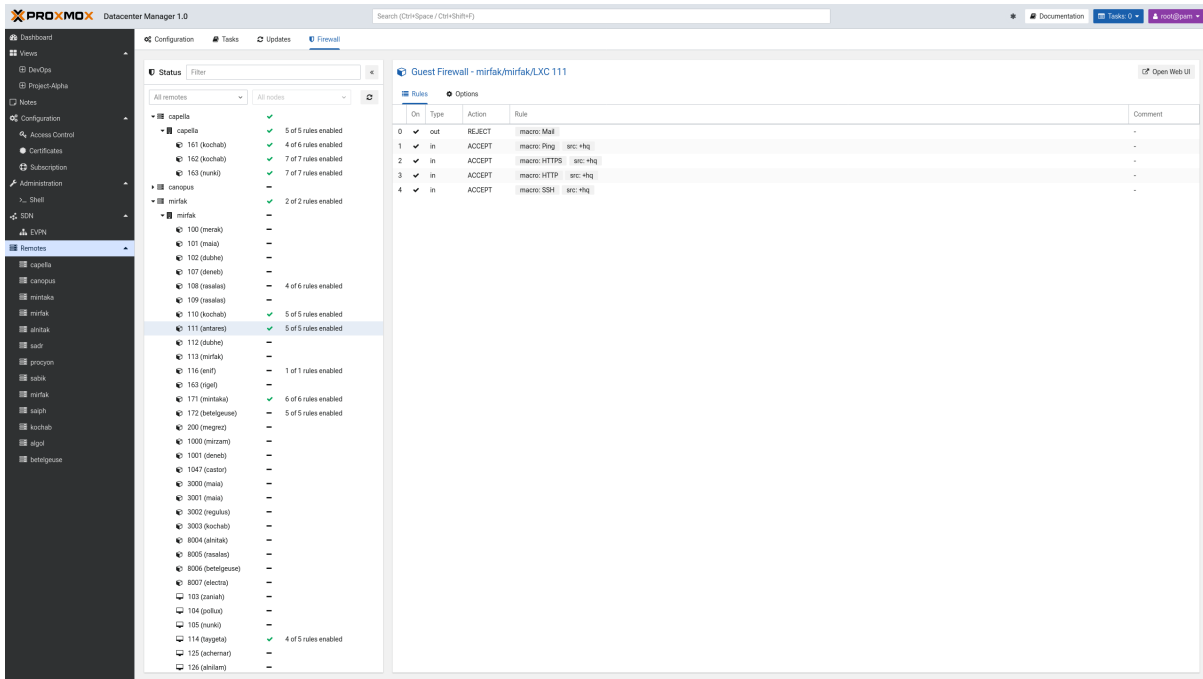 PROXMOX Datacenter Manager 1.0
Search (Ctrl+Space / Ctrl+Shift+F)
Documentation
Tasks: 0
root@pam
Dashboard
Views
DevOps
Project-Alpha
Notes
Configuration
Access Control
Certificates
Subscription
Administration
Shell
SDN
EVPN
Remotes
capella
canopus
mintaka
mirfak
alnitak
sadr
procyon
sabik
mirfak
saiph
kochab
algol
betelgeuse
Configuration Tasks Updates Firewall
Status Filter
All remotes All nodes
capella
capella 5 of 5 rules enabled
161 (kochab) 4 of 6 rules enabled
162 (kochab) 7 of 7 rules enabled
163 (nunki) 7 of 7 rules enabled
canopus
mirfak 2 of 2 rules enabled
mirfak
100 (merak)
101 (maia)
102 (dubhe)
107 (deneb)
108 (rasalas) 4 of 6 rules enabled
109 (rasalas)
110 (kochab) 5 of 5 rules enabled
111 (antares) 5 of 5 rules enabled
112 (dubhe)
113 (mirfak)
116 (enif) 1 of 1 rules enabled
163 (rigel)
171 (mintaka) 6 of 6 rules enabled
172 (betelgeuse) 5 of 5 rules enabled
200 (megrez)
1000 (mirzam)
1001 (deneb)
1047 (castor)
3000 (maia)
3001 (maia)
3002 (regulus)
3003 (kochab)
8004 (alnitak)
8005 (rasalas)
8006 (betelgeuse)
8007 (electra)
103 (zaniah)
104 (pollux)
105 (nunki)
114 (taygeta) 4 of 5 rules enabled
125 (achernar)
126 (alnilam)
Guest Firewall - mirfak/mirfak/LXC 111
Open Web UI
Rules Options
On Type Action Rule Comment
0 out REJECT macro: Mail -
1 in ACCEPT macro: Ping src: +hq -
2 in ACCEPT macro: HTTPS src: +hq -
3 in ACCEPT macro: HTTP src: +hq -
4 in ACCEPT macro: SSH src: +hq -